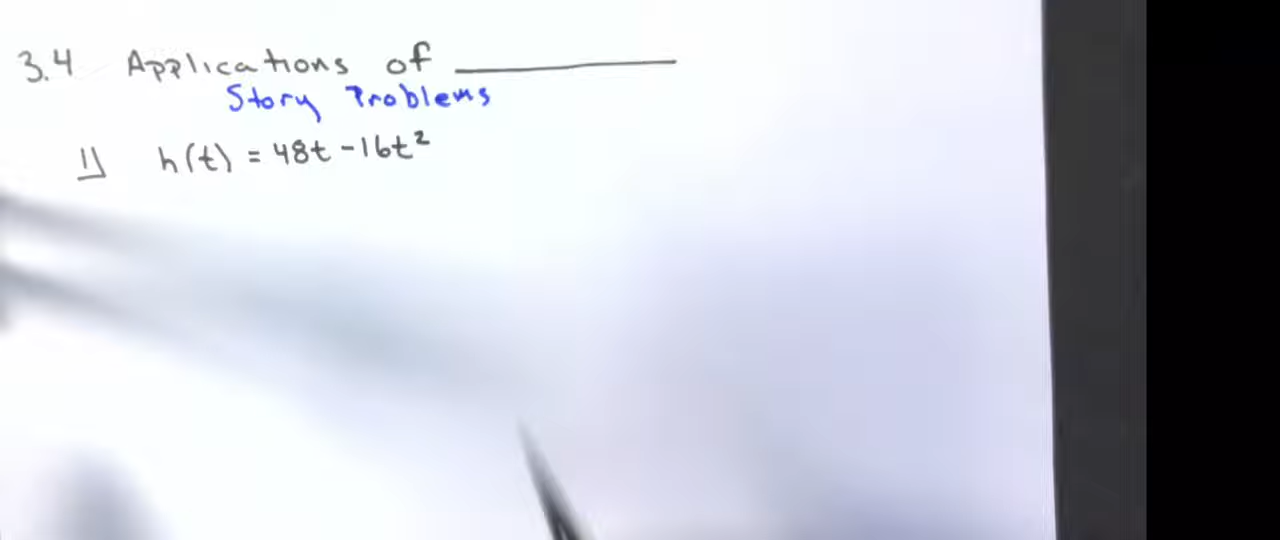 3.4 Applications of ________
Story Problems
1) h(t) = 48t - 16t²